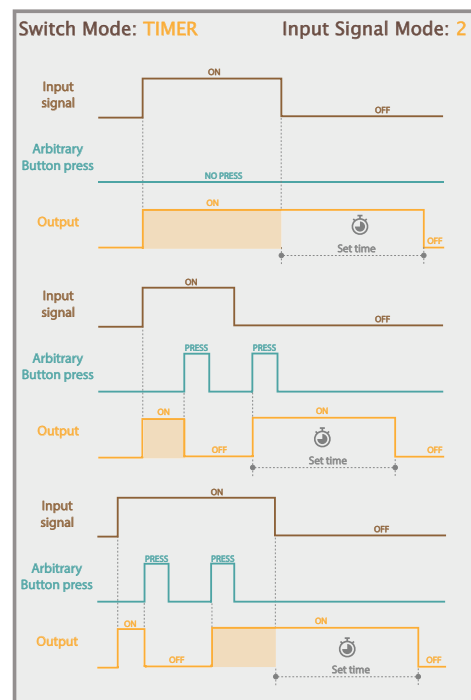 Switch Mode: TIMER
Input Signal Mode: 2
Input
signal
ON
OFF
Arbitrary
Button press
NO PRESS
Output
ON
Set time
OFF
Input
signal
ON
OFF
Arbitrary
Button press
PRESS
PRESS
Output
ON
OFF
ON
Set time
OFF
Input
signal
ON
OFF
Arbitrary
Button press
PRESS
PRESS
Output
ON
OFF
ON
Set time
OFF